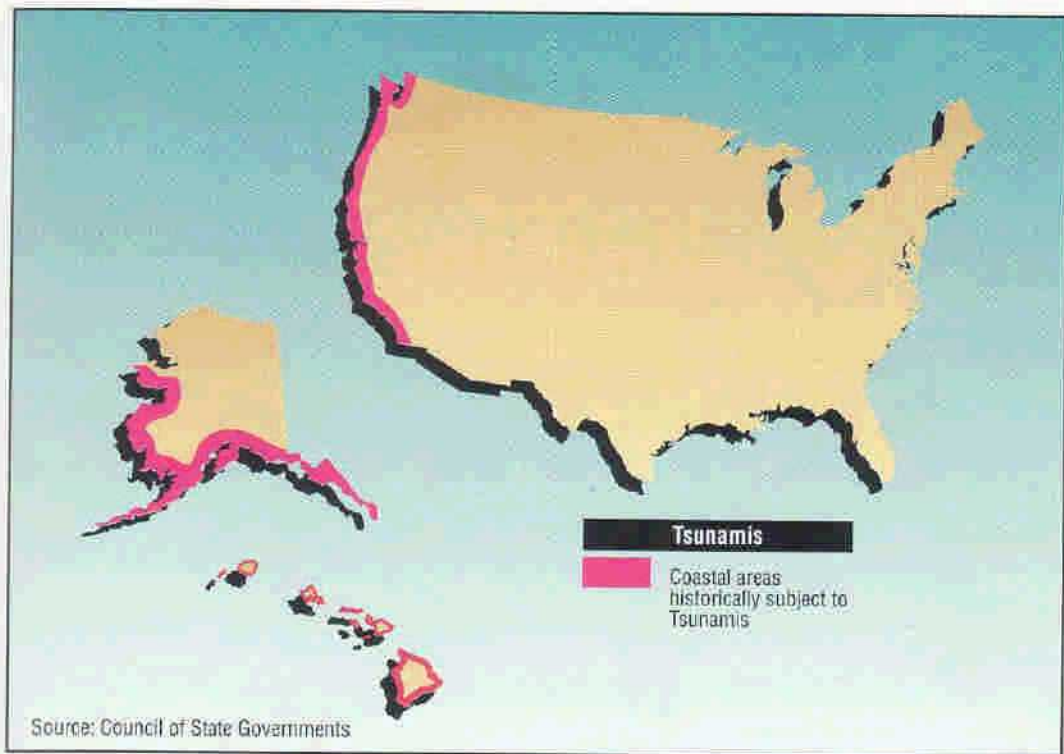 Tsunamis
Coastal areas
historically subject to
Tsunamis
Source: Council of State Governments